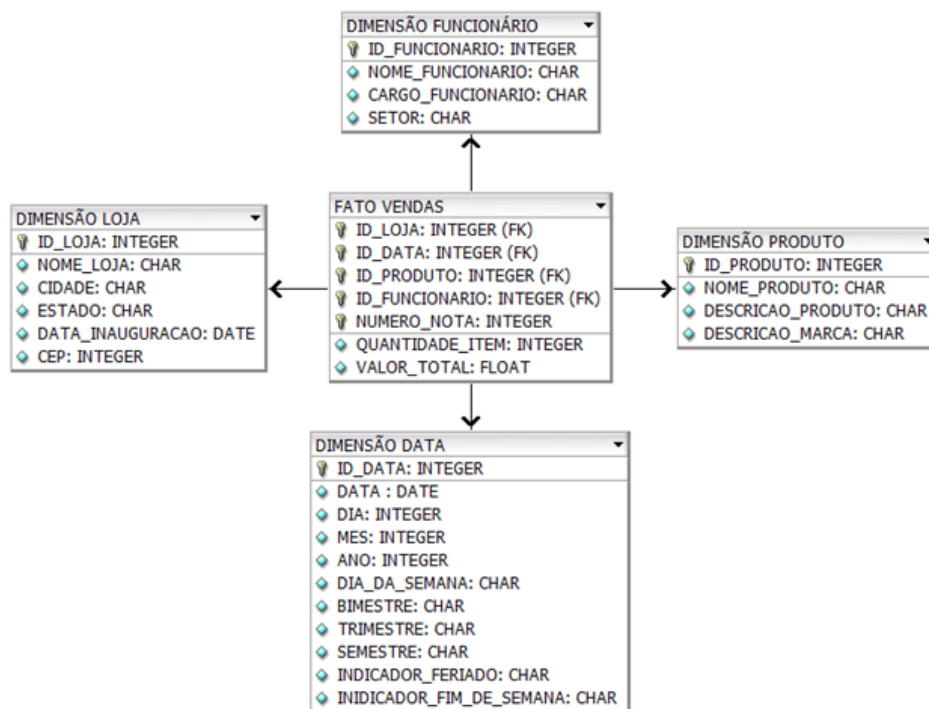 DIMENSÃO FUNCIONÁRIO
ID_FUNCIONARIO: INTEGER
NOME_FUNCIONARIO: CHAR
CARGO_FUNCIONARIO: CHAR
SETOR: CHAR
DIMENSÃO LOJA
ID_LOJA: INTEGER
NOME_LOJA: CHAR
CIDADE: CHAR
ESTADO: CHAR
DATA_INAUGURACAO: DATE
CEP: INTEGER
FATO VENDAS
ID_LOJA: INTEGER (FK)
ID_DATA: INTEGER (FK)
ID_PRODUTO: INTEGER (FK)
ID_FUNCIONARIO: INTEGER (FK)
NUMERO_NOTA: INTEGER
QUANTIDADE_ITEM: INTEGER
VALOR_TOTAL: FLOAT
DIMENSÃO PRODUTO
ID_PRODUTO: INTEGER
NOME_PRODUTO: CHAR
DESCRICAO_PRODUTO: CHAR
DESCRICAO_MARCA: CHAR
DIMENSÃO DATA
ID_DATA: INTEGER
DATA : DATE
DIA: INTEGER
MES: INTEGER
ANO: INTEGER
DIA_DA_SEMANA: CHAR
BIMESTRE: CHAR
TRIMESTRE: CHAR
SEMESTRE: CHAR
INDICADOR_FERIADO: CHAR
INIDICADOR_FIM_DE_SEMANA: CHAR